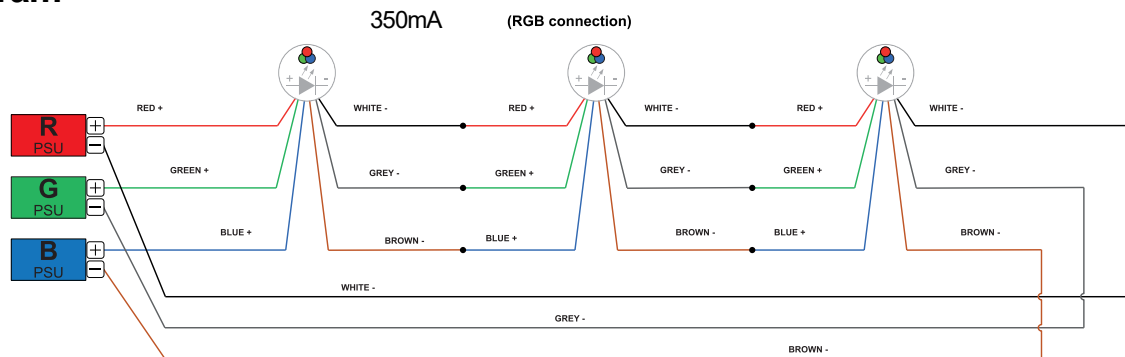 350mA (RGB connection)
RED + WHITE - RED + WHITE - RED + WHITE -
R
PSU
GREEN + GREY - GREEN + GREY - GREEN + GREY -
G
PSU
BLUE + BROWN - BLUE + BROWN - BLUE + BROWN -
B
PSU
WHITE -
GREY -
BROWN -